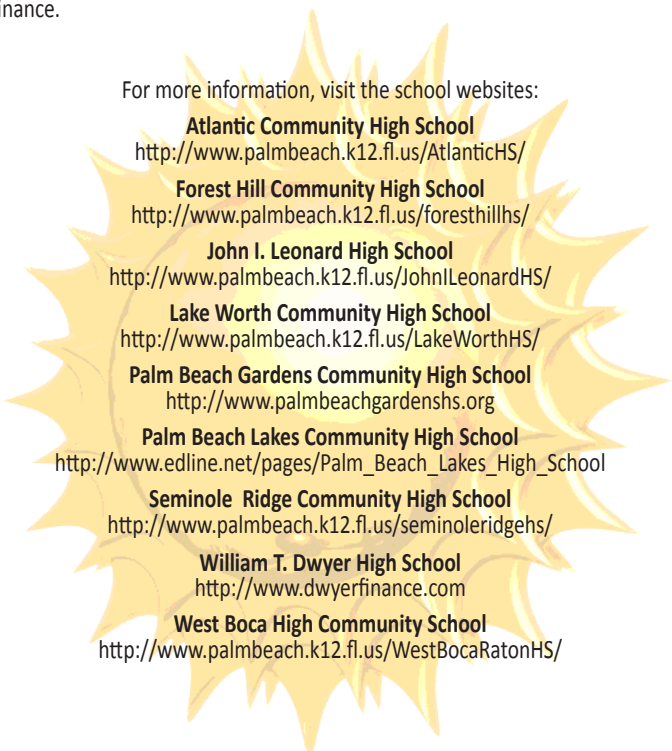 inance.
For more information, visit the school websites:
Atlantic Community High School
http://www.palmbeach.k12.fl.us/AtlanticHS/
Forest Hill Community High School
http://www.palmbeach.k12.fl.us/foresthillhs/
John I. Leonard High School
http://www.palmbeach.k12.fl.us/JohnILeonardHS/
Lake Worth Community High School
http://www.palmbeach.k12.fl.us/LakeWorthHS/
Palm Beach Gardens Community High School
http://www.palmbeachgardenshs.org
Palm Beach Lakes Community High School
http://www.edline.net/pages/Palm_Beach_Lakes_High_School
Seminole Ridge Community High School
http://www.palmbeach.k12.fl.us/seminoleridgehs/
William T. Dwyer High School
http://www.dwyerfinance.com
West Boca High Community School
http://www.palmbeach.k12.fl.us/WestBocaRatonHS/